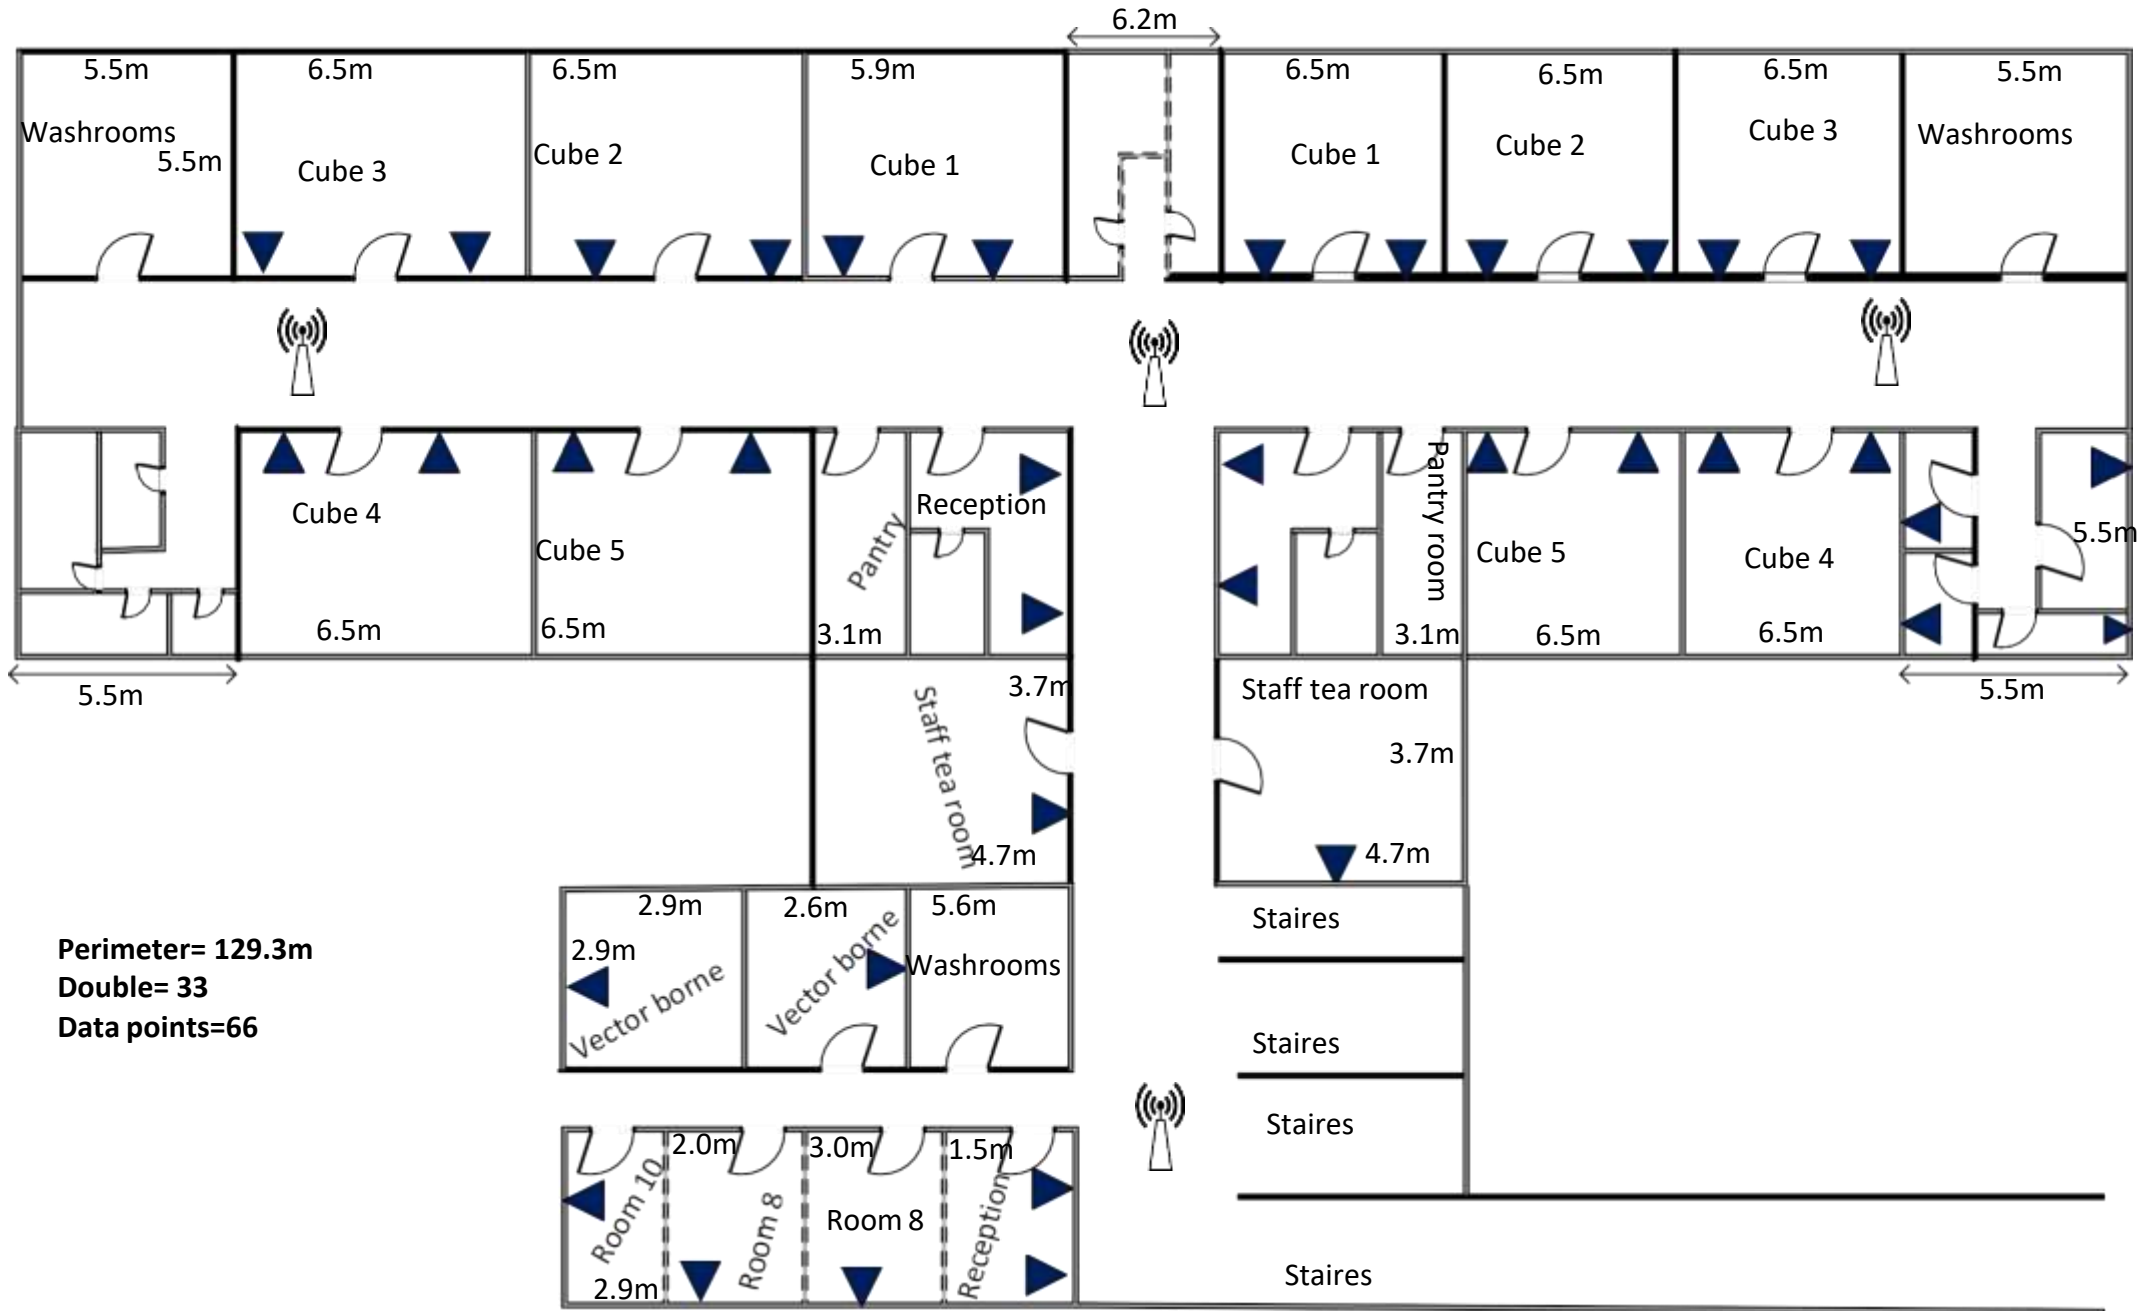 6.2m
5.5m
6.5m
6.5m
5.9m
6.5m
6.5m
6.5m
5.5m
Washrooms
5.5m
Cube 3
Cube 2
Cube 1
Cube 1
Cube 2
Cube 3
Washrooms
Cube 4
Cube 5
Pantry
Reception
Pantry room
Cube 5
Cube 4
5.5m
6.5m
6.5m
3.1m
3.1m
6.5m
6.5m
5.5m
3.7m
Staff tea room
4.7m
Staff tea room
3.7m
4.7m
5.5m
2.9m
2.6m
5.6m
2.9m
Vector borne
Vector borne
Washrooms
Staires
Staires
Staires
Staires
Perimeter= 129.3m
Double= 33
Data points=66
2.0m
3.0m
1.5m
Room 10
Room 8
Room 8
Reception
2.9m